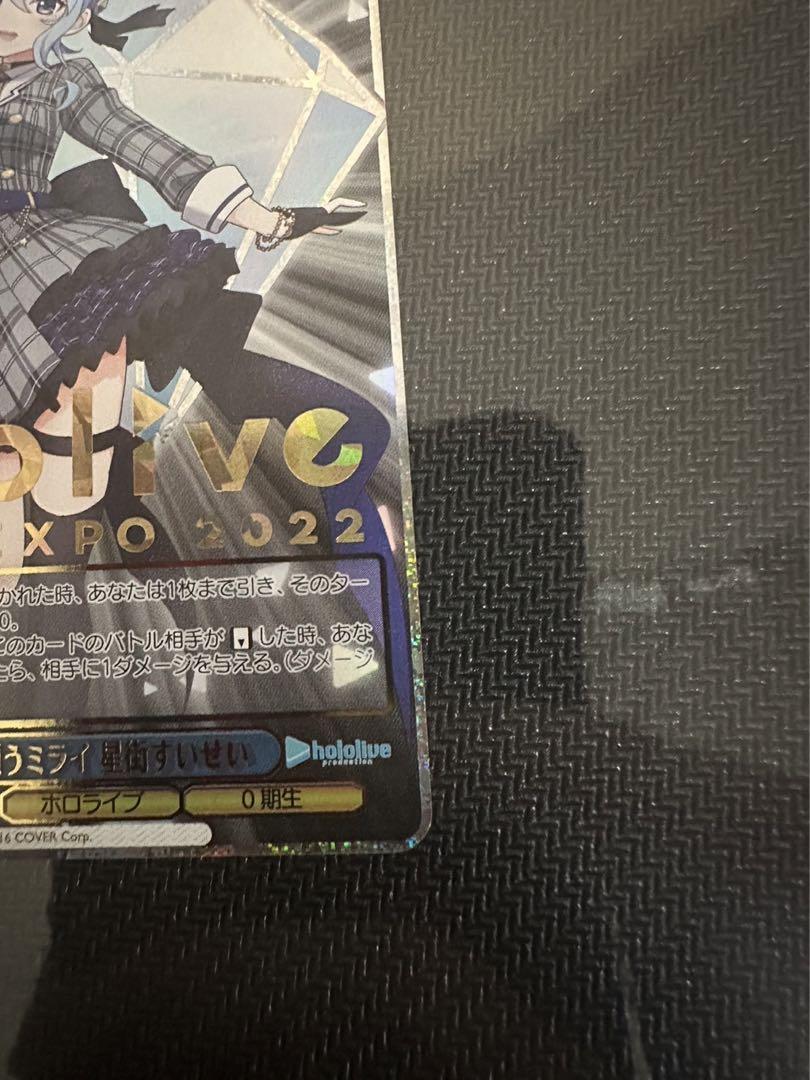 olive
EXPO 2022
かれた時、あなたは1枚まで引き、そのター
0。
このカードのバトル相手が した時、あな
たら、相手に1ダメージを与える。(ダメージ
うミライ 星街すいせい
hololive
production
ホロライブ
0期生
16 COVER Corp.